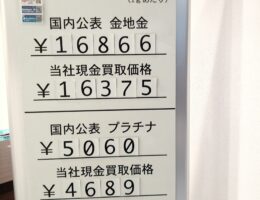 国内公表 金地金
¥16866
当社現金買取価格
¥16375
国内公表 プラチナ
¥5060
当社現金買取価格
¥4689